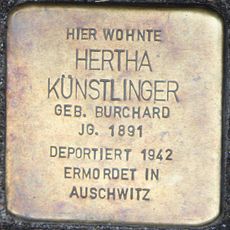 HIER WOHNTE
HERTHA
KÜNSTLINGER
GEB. BURCHARD
JG. 1891
DEPORTIERT 1942
ERMORDET IN
AUSCHWITZ